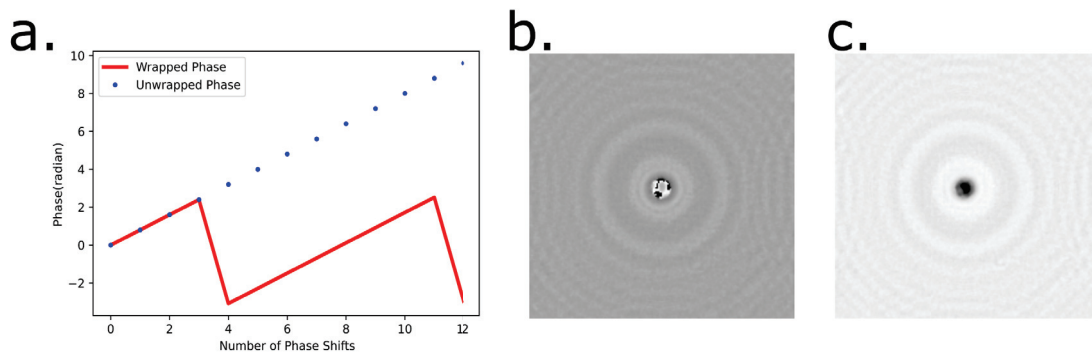 a.
b.
c.
10
8
6
4
2
0
−2
Phase(radian)
Wrapped Phase
Unwrapped Phase
0 2 4 6 8 10 12
Number of Phase Shifts